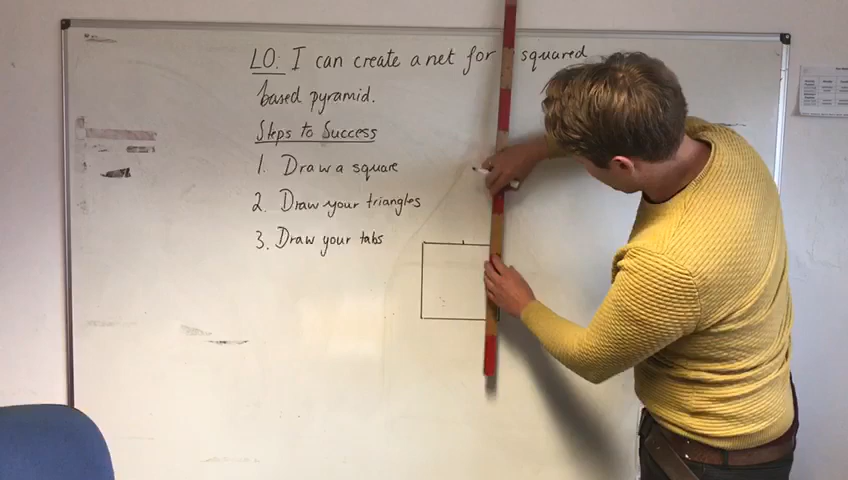 LO: I can create a net for squared
based pyramid.
Steps to Success
1. Draw a square
2. Draw your triangles
3. Draw your tabs